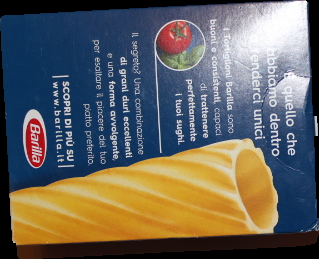 è quello che
abbiamo dentro
renderci unici
I Tortiglioni Barilla sono
buoni e consistenti, capaci
di trattenere
perfettamente
i tuoi sughi.
Il segreto? Una combinazione
di grani duri eccellenti
e una forma avvolgente,
per esaltare il piacere del tuo
piatto preferito.
SCOPRI DI PIÙ SU
www.barilla.it
Barilla